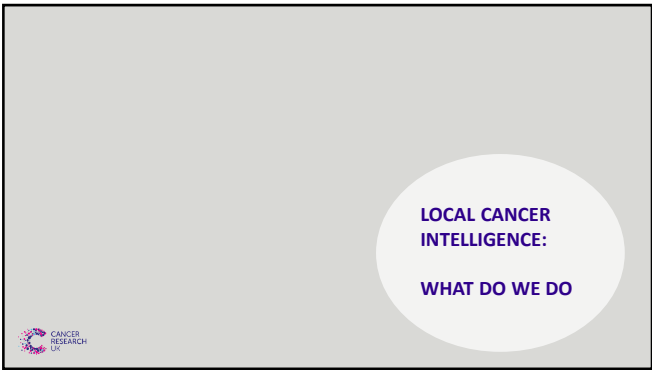 LOCAL CANCER
INTELLIGENCE:
WHAT DO WE DO
CANCER
RESEARCH
UK